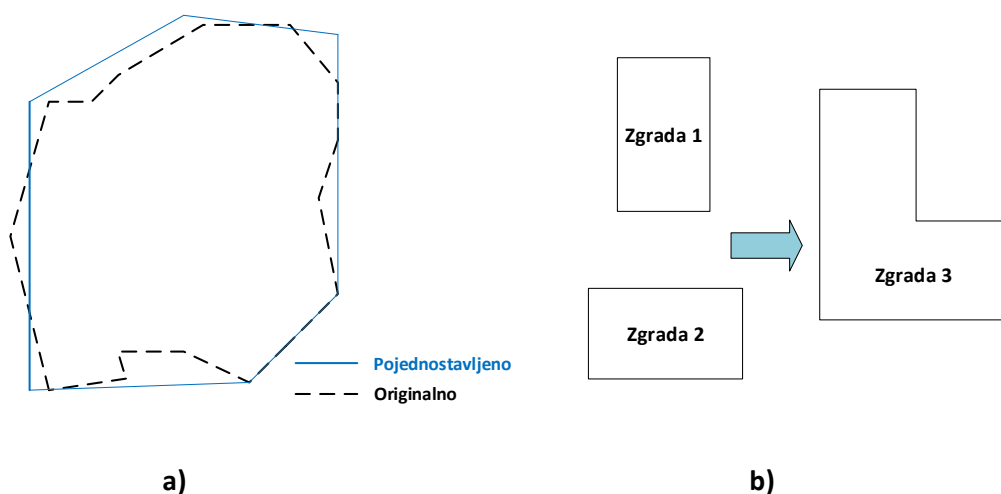 Zgrada 1
Zgrada 2
Zgrada 3
Pojednostavljeno
Originalno
a)
b)